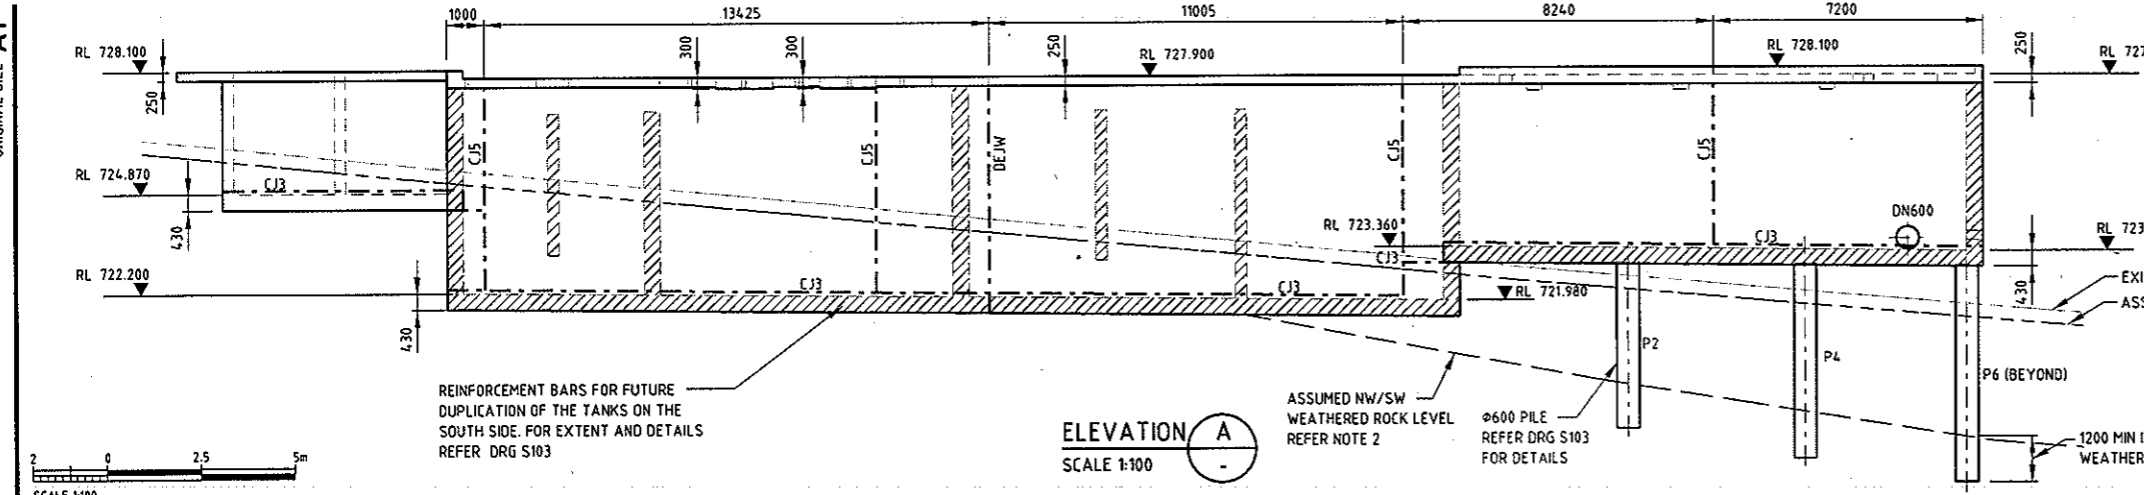 1000
13425
11005
8240
7200
RL 728.100
300
300
250
RL 727.900
RL 728.100
250
250
CJ5
CJ5
DEJW
CJ5
CJ5
RL 724.870
CJ3
430
RL 723.360
CJ3
DN600
CJ3
RL 722.200
CJ3
CJ3
RL 721.980
430
430
P2
P4
P6 (BEYOND)
REINFORCEMENT BARS FOR FUTURE
DUPLICATION OF THE TANKS ON THE
SOUTH SIDE. FOR EXTENT AND DETAILS
REFER DRG S103
ELEVATION A
-
SCALE 1:100
ASSUMED NW/SW
WEATHERED ROCK LEVEL
REFER NOTE 2
Φ600 PILE
REFER DRG S103
FOR DETAILS
1200 MIN
WEATHER
2 0 2.5 5m
SCALE 1:100